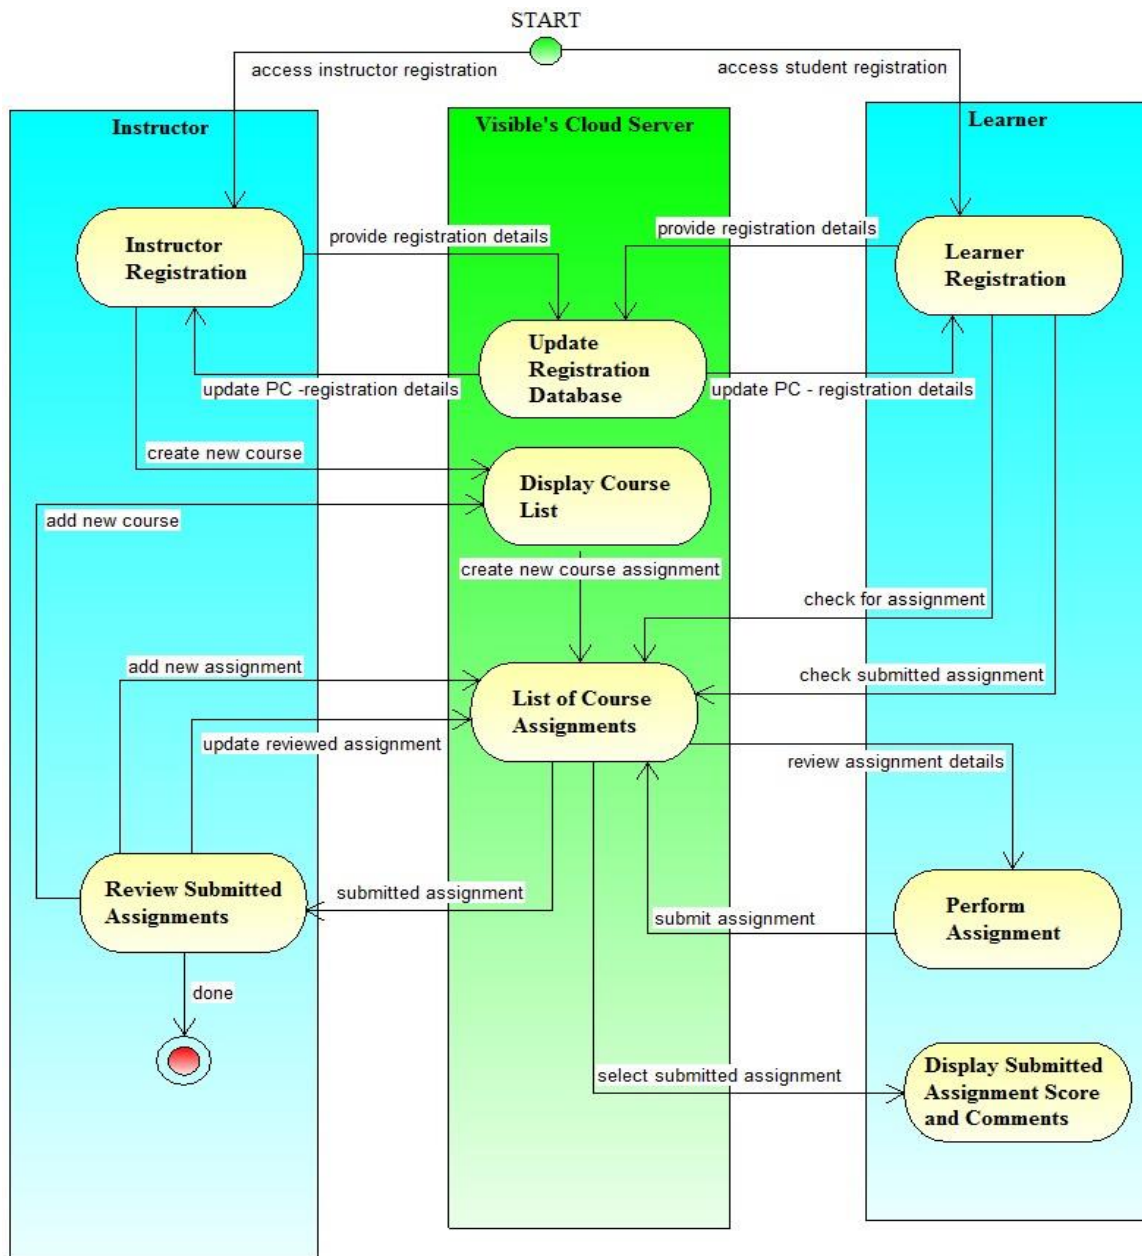 START
access instructor registration
access student registration
Instructor
Visible's Cloud Server
Learner
Instructor
Registration
provide registration details
provide registration details
Learner
Registration
Update
Registration
Database
update PC -registration details
update PC - registration details
create new course
Display Course
List
add new course
create new course assignment
check for assignment
add new assignment
check submitted assignment
List of Course
Assignments
update reviewed assignment
review assignment details
Review Submitted
Assignments
submitted assignment
submit assignment
Perform
Assignment
done
select submitted assignment
Display Submitted
Assignment Score
and Comments